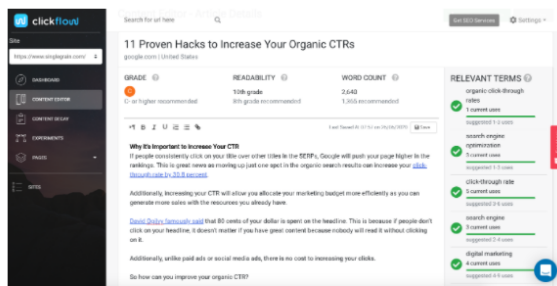 clickflow
Site
https://www.singlegrain.com/
DASHBOARD
CONTENT EDITOR
CONTENT DECAY
EXPERIMENTS
PAGES
SITES
Search for url here
Article Details
Get SEO Services
Settings
11 Proven Hacks to Increase Your Organic CTRs
google.com | United States
GRADE
READABILITY
WORD COUNT
10th grade
2,640
C- or higher recommended
8th grade recommended
1,365 recommended
B I U
Last Saved
Save
Why It's Important to Increase Your CTR
If people consistently click on your title over other titles in the SERPs, Google will push your page higher in the
rankings. This is great news as moving up just one spot in the organic search results can increase your click-
through rate by 30.8 percent.
Additionally, increasing your CTR will allow you allocate your marketing budget more efficiently as you can
generate more sales with the resources you already have.
David Ogilvy famously said that 80 cents of your dollar is spent on the headline. This is because if people don't
click on your headline, it doesn't matter if you have great content because nobody will read it without clicking
on it.
Additionally, unlike paid ads or social media ads, there is no cost to increasing your clicks.
So how can you improve your organic CTR?
RELEVANT TERMS
organic click-through
rates
1 current uses
suggested 1-2 uses
search engine
optimization
3 current uses
suggested 1-3 uses
click-through rate
5 current uses
suggested 3-8 uses
search engine
3 current uses
suggested 2-4 uses
digital marketing
4 current uses
suggested 4-9 uses